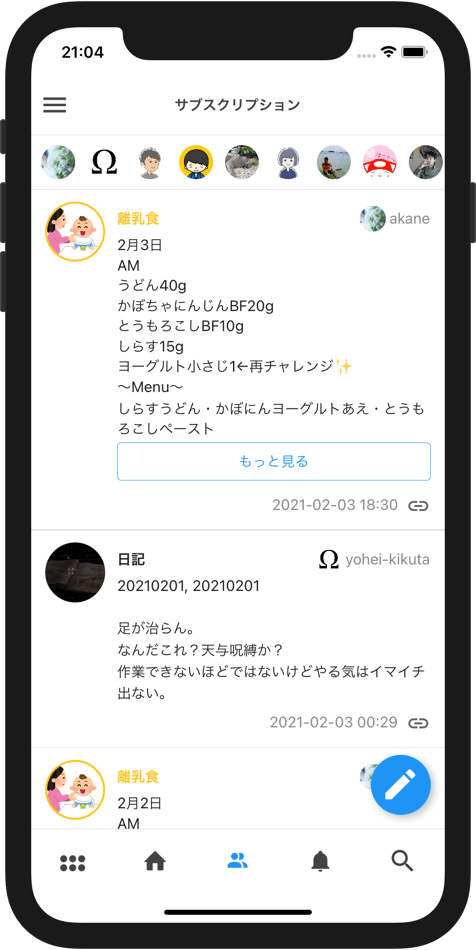 21:04
サブスクリプション
Ω
離乳食
akane
2月3日
AM
うどん40g
かぼちゃにんじんBF20g
とうもろこしBF10g
しらす15g
ヨーグルト小さじ1←再チャレンジ✨
〜Menu〜
しらすうどん・かぼにんヨーグルトあえ・とうも
ろこしペースト
もっと見る
2021-02-03 18:30
日記
Ω yohei-kikuta
20210201, 20210201
足が治らん。
なんだこれ？天与呪縛か？
作業できないほどではないけどやる気はイマイチ
出ない。
2021-02-03 00:29
離乳食
2月2日
AM